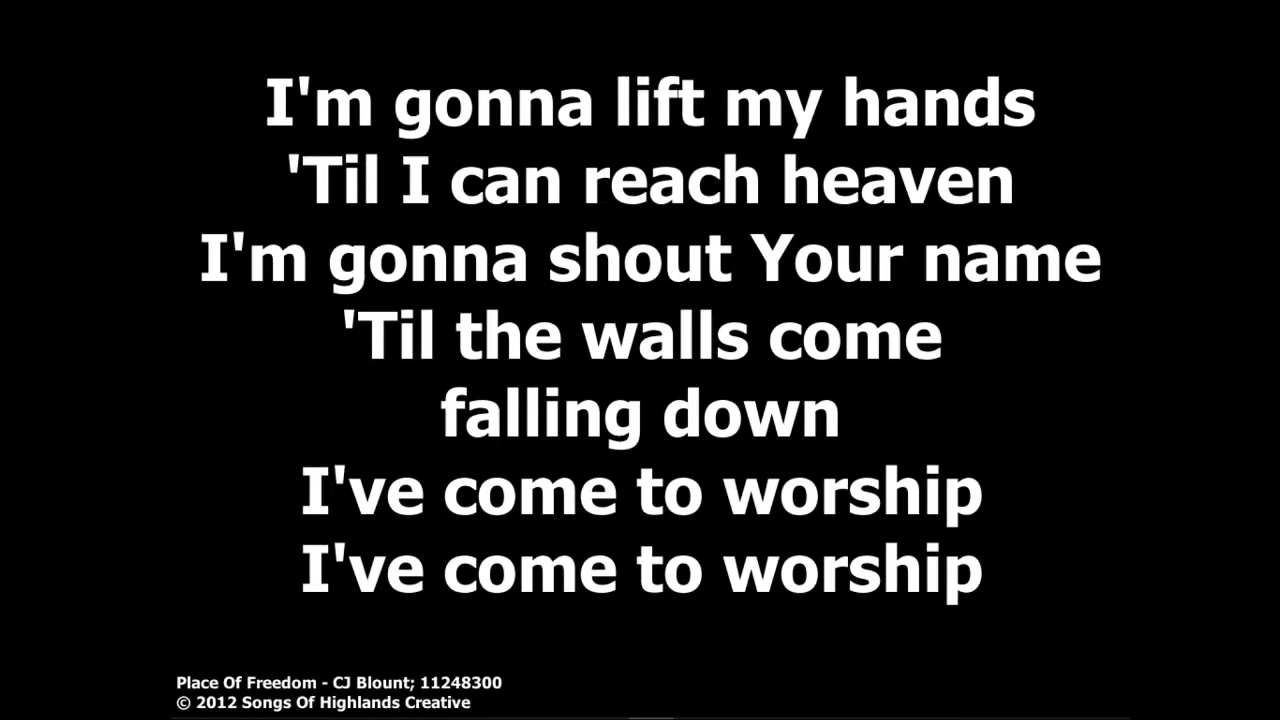 I'm gonna lift my hands
'Til I can reach heaven
I'm gonna shout Your name
'Til the walls come
falling down
I've come to worship
I've come to worship
Place Of Freedom - CJ Blount; 11248300
© 2012 Songs Of Highlands Creative